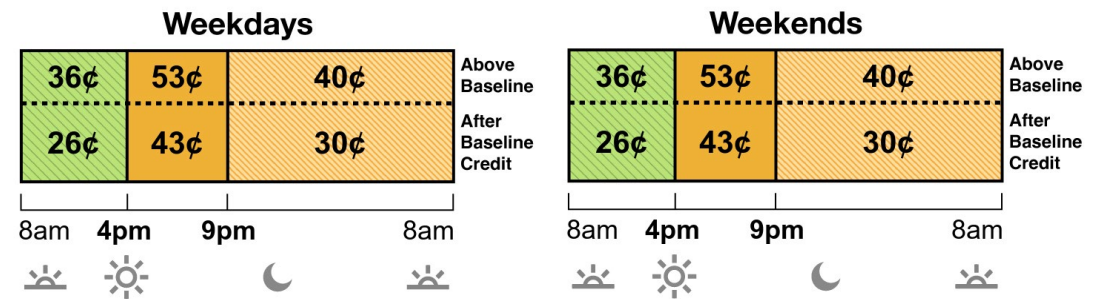 Weekdays
36¢ 53¢ 40¢
Above
Baseline
26¢ 43¢ 30¢
After
Baseline
Credit
8am 4pm 9pm 8am
Weekends
36¢ 53¢ 40¢
Above
Baseline
26¢ 43¢ 30¢
After
Baseline
Credit
8am 4pm 9pm 8am